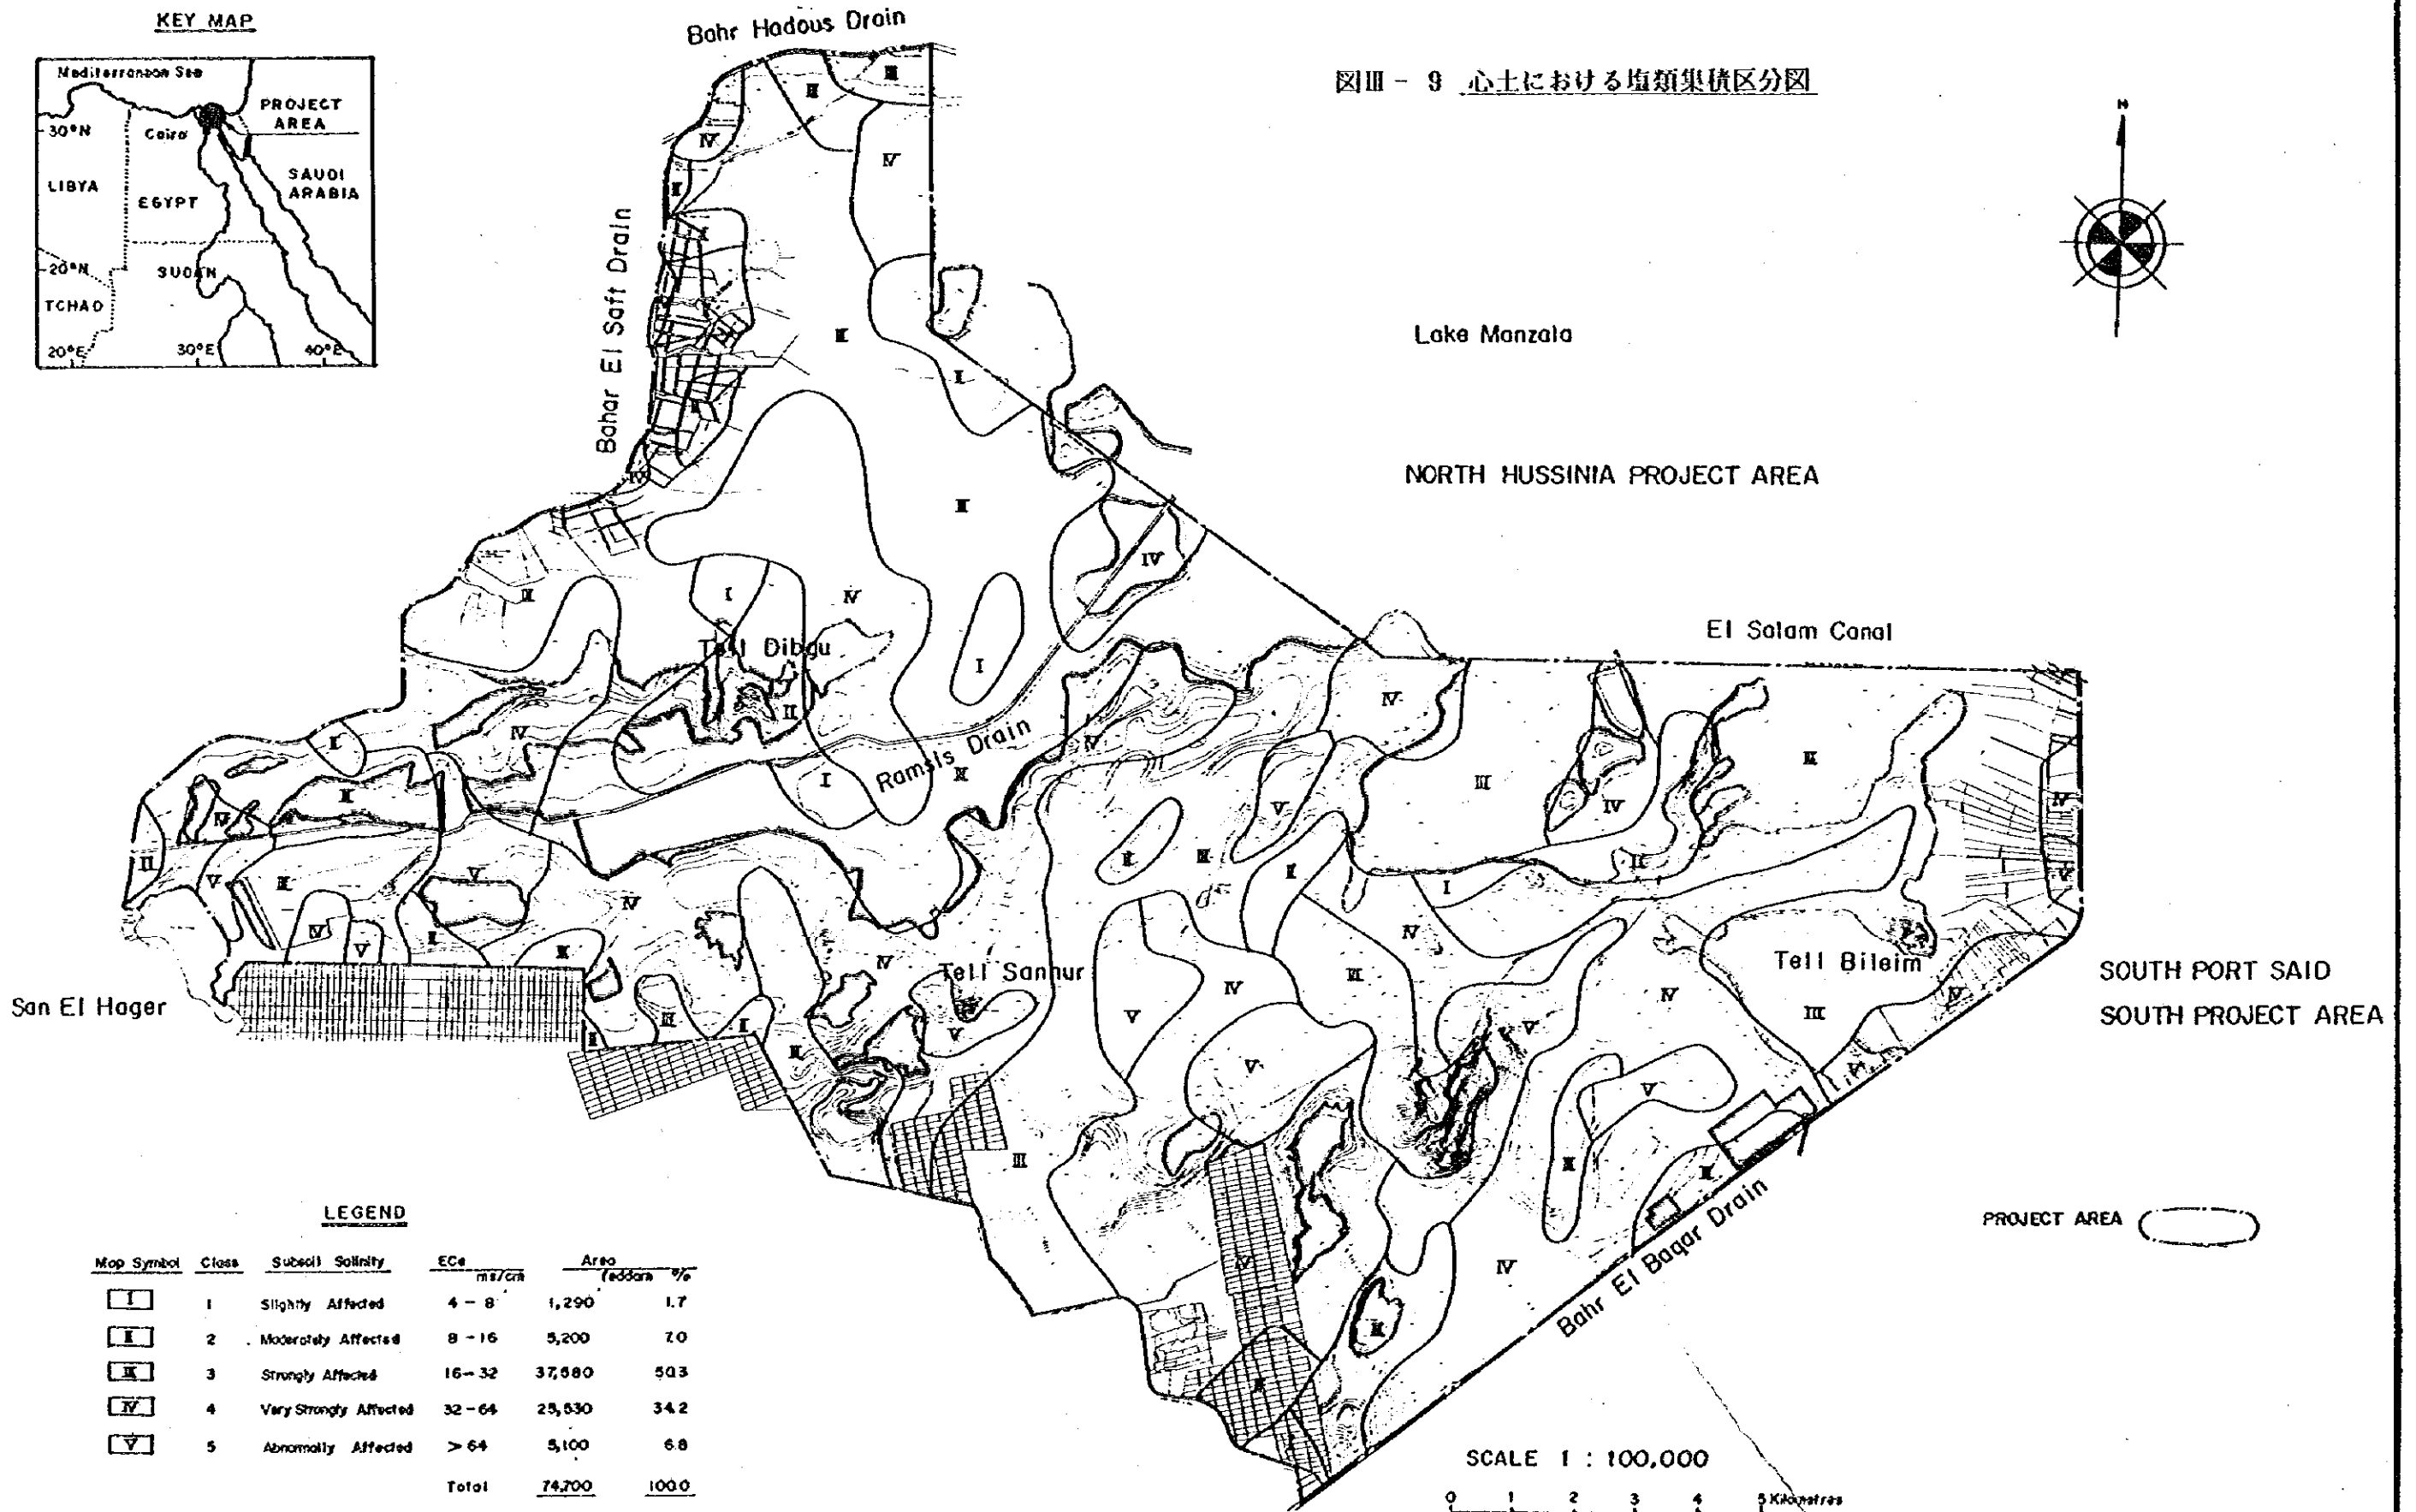 KEY MAP
Mediterranean Sea
PROJECT
AREA
30°N
Cairo
LIBYA
EGYPT
SAUDI
ARABIA
20°N
SUDAN
TCHAD
20°E
30°E
40°E
Bahr Hadous Drain
図Ⅲ - 9 心土における塩類集積区分図
N
Bahar El Saft Drain
Lake Manzala
NORTH HUSSINIA PROJECT AREA
El Salam Canal
Tell Dibgu
Ramsis Drain
Tell Sanhur
Tell Bileim
San El Hager
SOUTH PORT SAID
SOUTH PROJECT AREA
Bahr El Baqar Drain
PROJECT AREA
LEGEND
Map Symbol Class Subsoil Salinity ECe ms/cm Area feddan %
I 1 Slightly Affected 4 - 8 1,290 1.7
II 2 Moderately Affected 8 - 16 5,200 7.0
III 3 Strongly Affected 16 - 32 37,580 50.3
IV 4 Very Strongly Affected 32 - 64 25,530 34.2
V 5 Abnormally Affected > 64 5,100 6.8
Total 74,700 100.0
SCALE 1 : 100,000
0 1 2 3 4 5 Kilometres